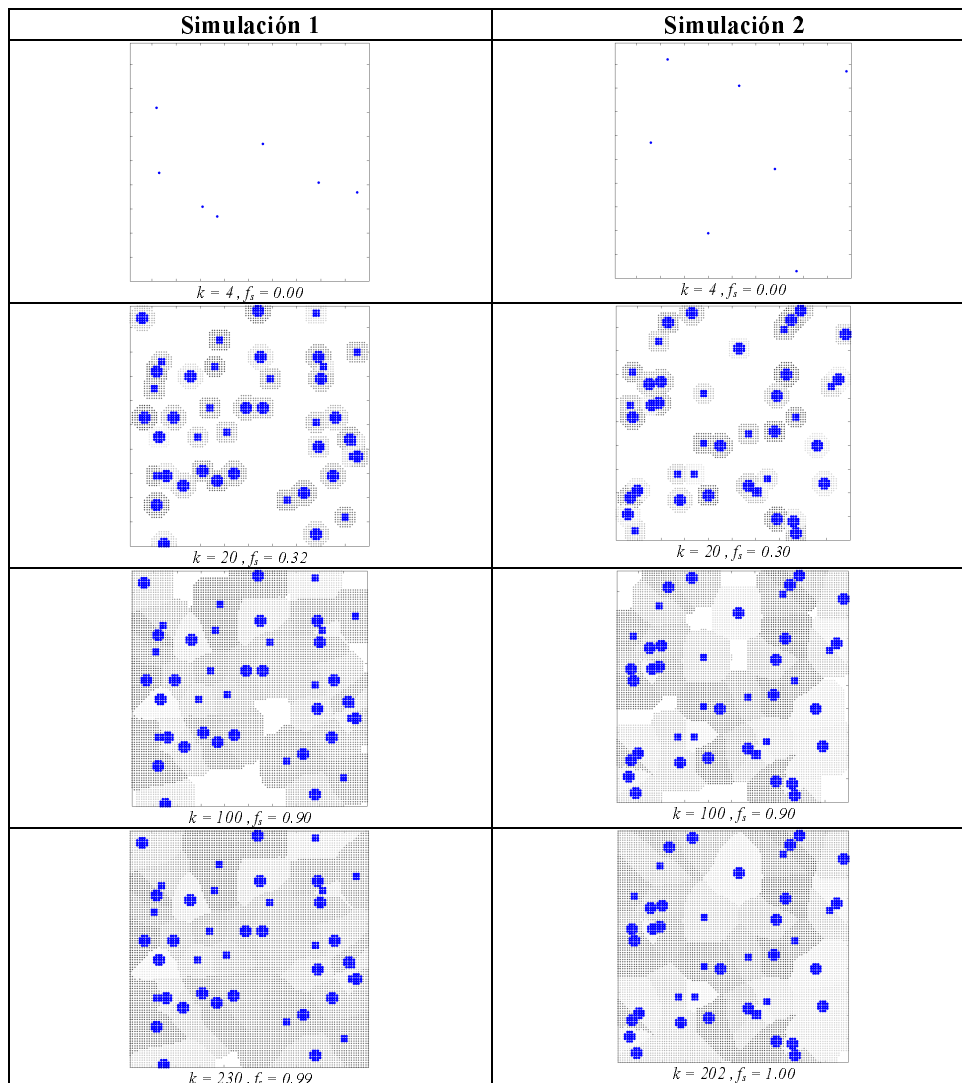 Simulación 1
Simulación 2
k = 4 , fs = 0.00
k = 4 , fs = 0.00
k = 20 , fs = 0.32
k = 20 , fs = 0.30
k = 100 , fs = 0.90
k = 100 , fs = 0.90
k = 230 , fs = 0.99
k = 202 , fs = 1.00